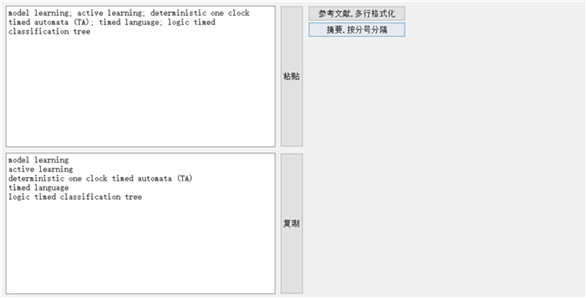 model learning; active learning; deterministic one clock
timed automata (TA); timed language; logic timed
classification tree
粘贴
参考文献,多行格式化
摘要,按分号分隔
model learning
active learning
deterministic one clock timed automata (TA)
timed language
logic timed classification tree
复制